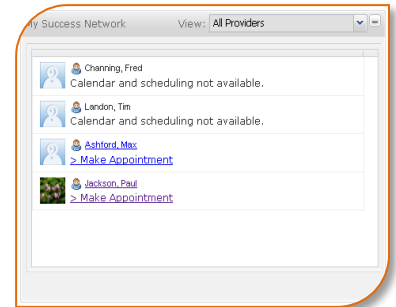 My Success Network View: All Providers
Channing, Fred
Calendar and scheduling not available.
Landon, Tim
Calendar and scheduling not available.
Ashford, Max
> Make Appointment
Jackson, Paul
> Make Appointment